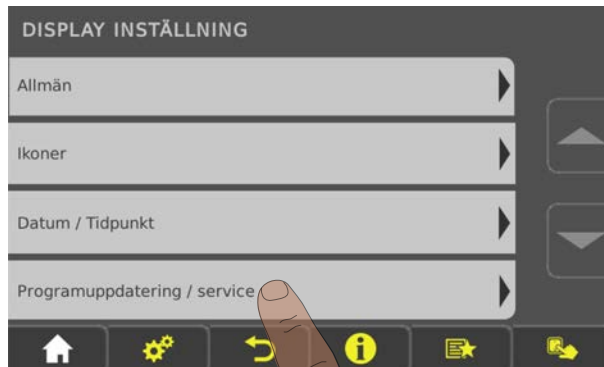 DISPLAY INSTÄLLNING
Allmän
Ikoner
Datum / Tidpunkt
Programuppdatering / service